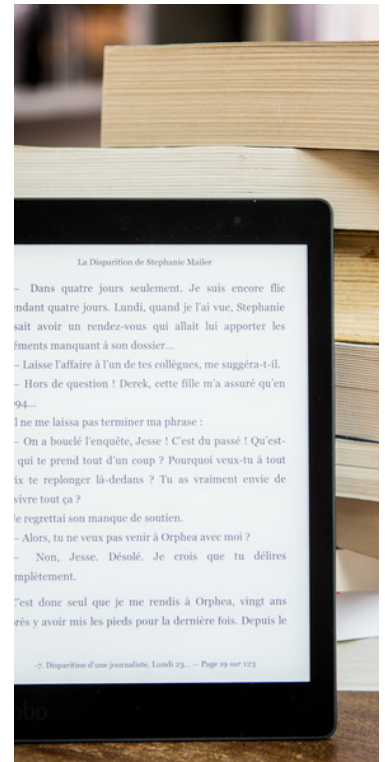 La Disparition de Stephanie Mailer
– Dans quatre jours seulement. Je suis encore flic
ndant quatre jours. Lundi, quand je l'ai vue, Stephanie
sait avoir un rendez-vous qui allait lui apporter les
éments manquant à son dossier...
– Laisse l'affaire à l'un de tes collègues, me suggéra-t-il.
– Hors de question ! Derek, cette fille m'a assuré qu'en
94...
l ne me laissa pas terminer ma phrase :
– On a bouclé l'enquête, Jesse ! C'est du passé ! Qu'est-
qui te prend tout d'un coup ? Pourquoi veux-tu à tout
ix te replonger là-dedans ? Tu as vraiment envie de
vivre tout ça ?
Je regrettai son manque de soutien.
– Alors, tu ne veux pas venir à Orphea avec moi ?
– Non, Jesse. Désolé. Je crois que tu délires
mplètement.
C'est donc seul que je me rendis à Orphea, vingt ans
rès y avoir mis les pieds pour la dernière fois. Depuis le
-7. Disparition d'une journaliste. Lundi 23... – Page 19 sur 123
obo